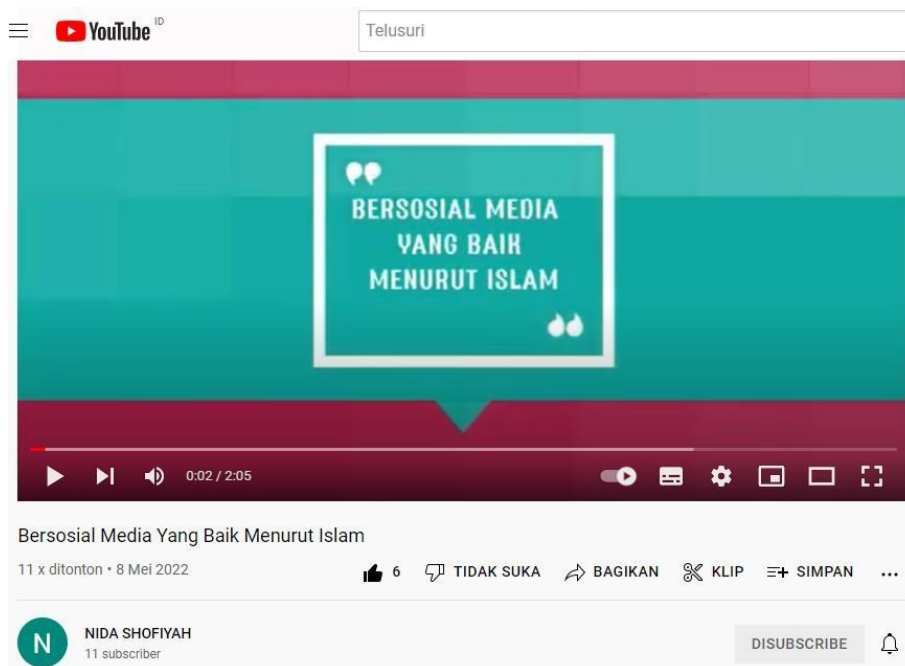 YouTube ID
Telusuri
BERSOSIAL MEDIA
YANG BAIK
MENURUT ISLAM
0:02 / 2:05
Bersosial Media Yang Baik Menurut Islam
11 x ditonton • 8 Mei 2022
6 TIDAK SUKA BAGIKAN KLIP SIMPAN ...
N
NIDA SHOFIYAH
11 subscriber
DISUBSCRIBE